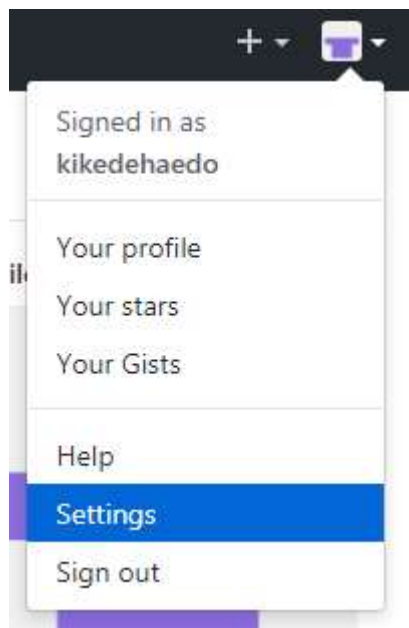 Signed in as
kikedehaedo
Your profile
Your stars
Your Gists
Help
Settings
Sign out